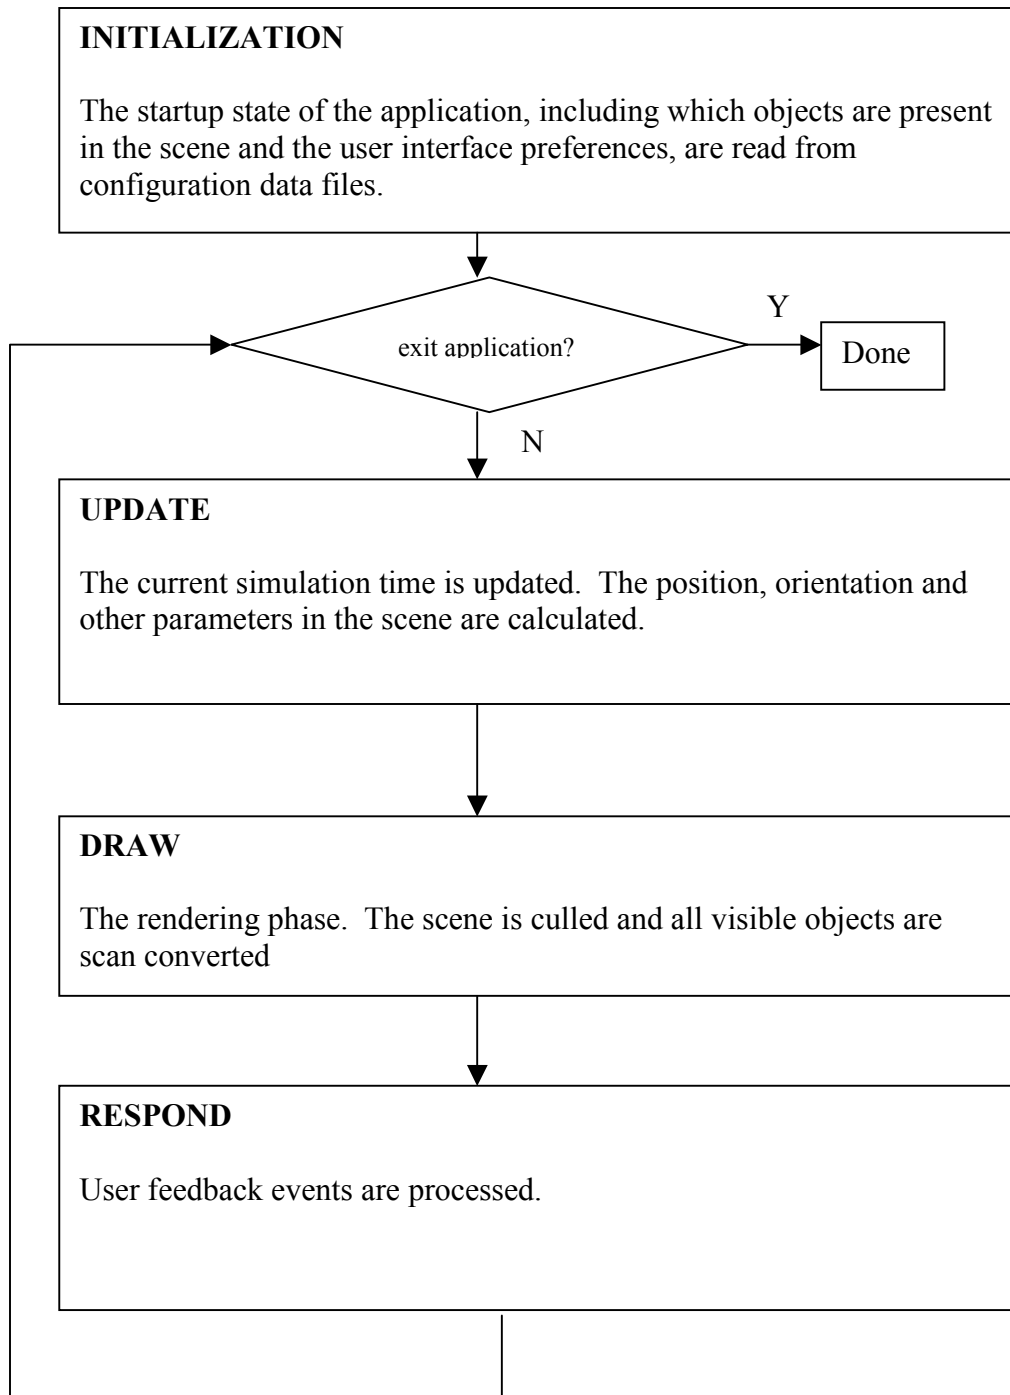 INITIALIZATION
The startup state of the application, including which objects are present
in the scene and the user interface preferences, are read from
configuration data files.
Y
exit application?
Done
N
UPDATE
The current simulation time is updated.  The position, orientation and
other parameters in the scene are calculated.
DRAW
The rendering phase.  The scene is culled and all visible objects are
scan converted
RESPOND
User feedback events are processed.